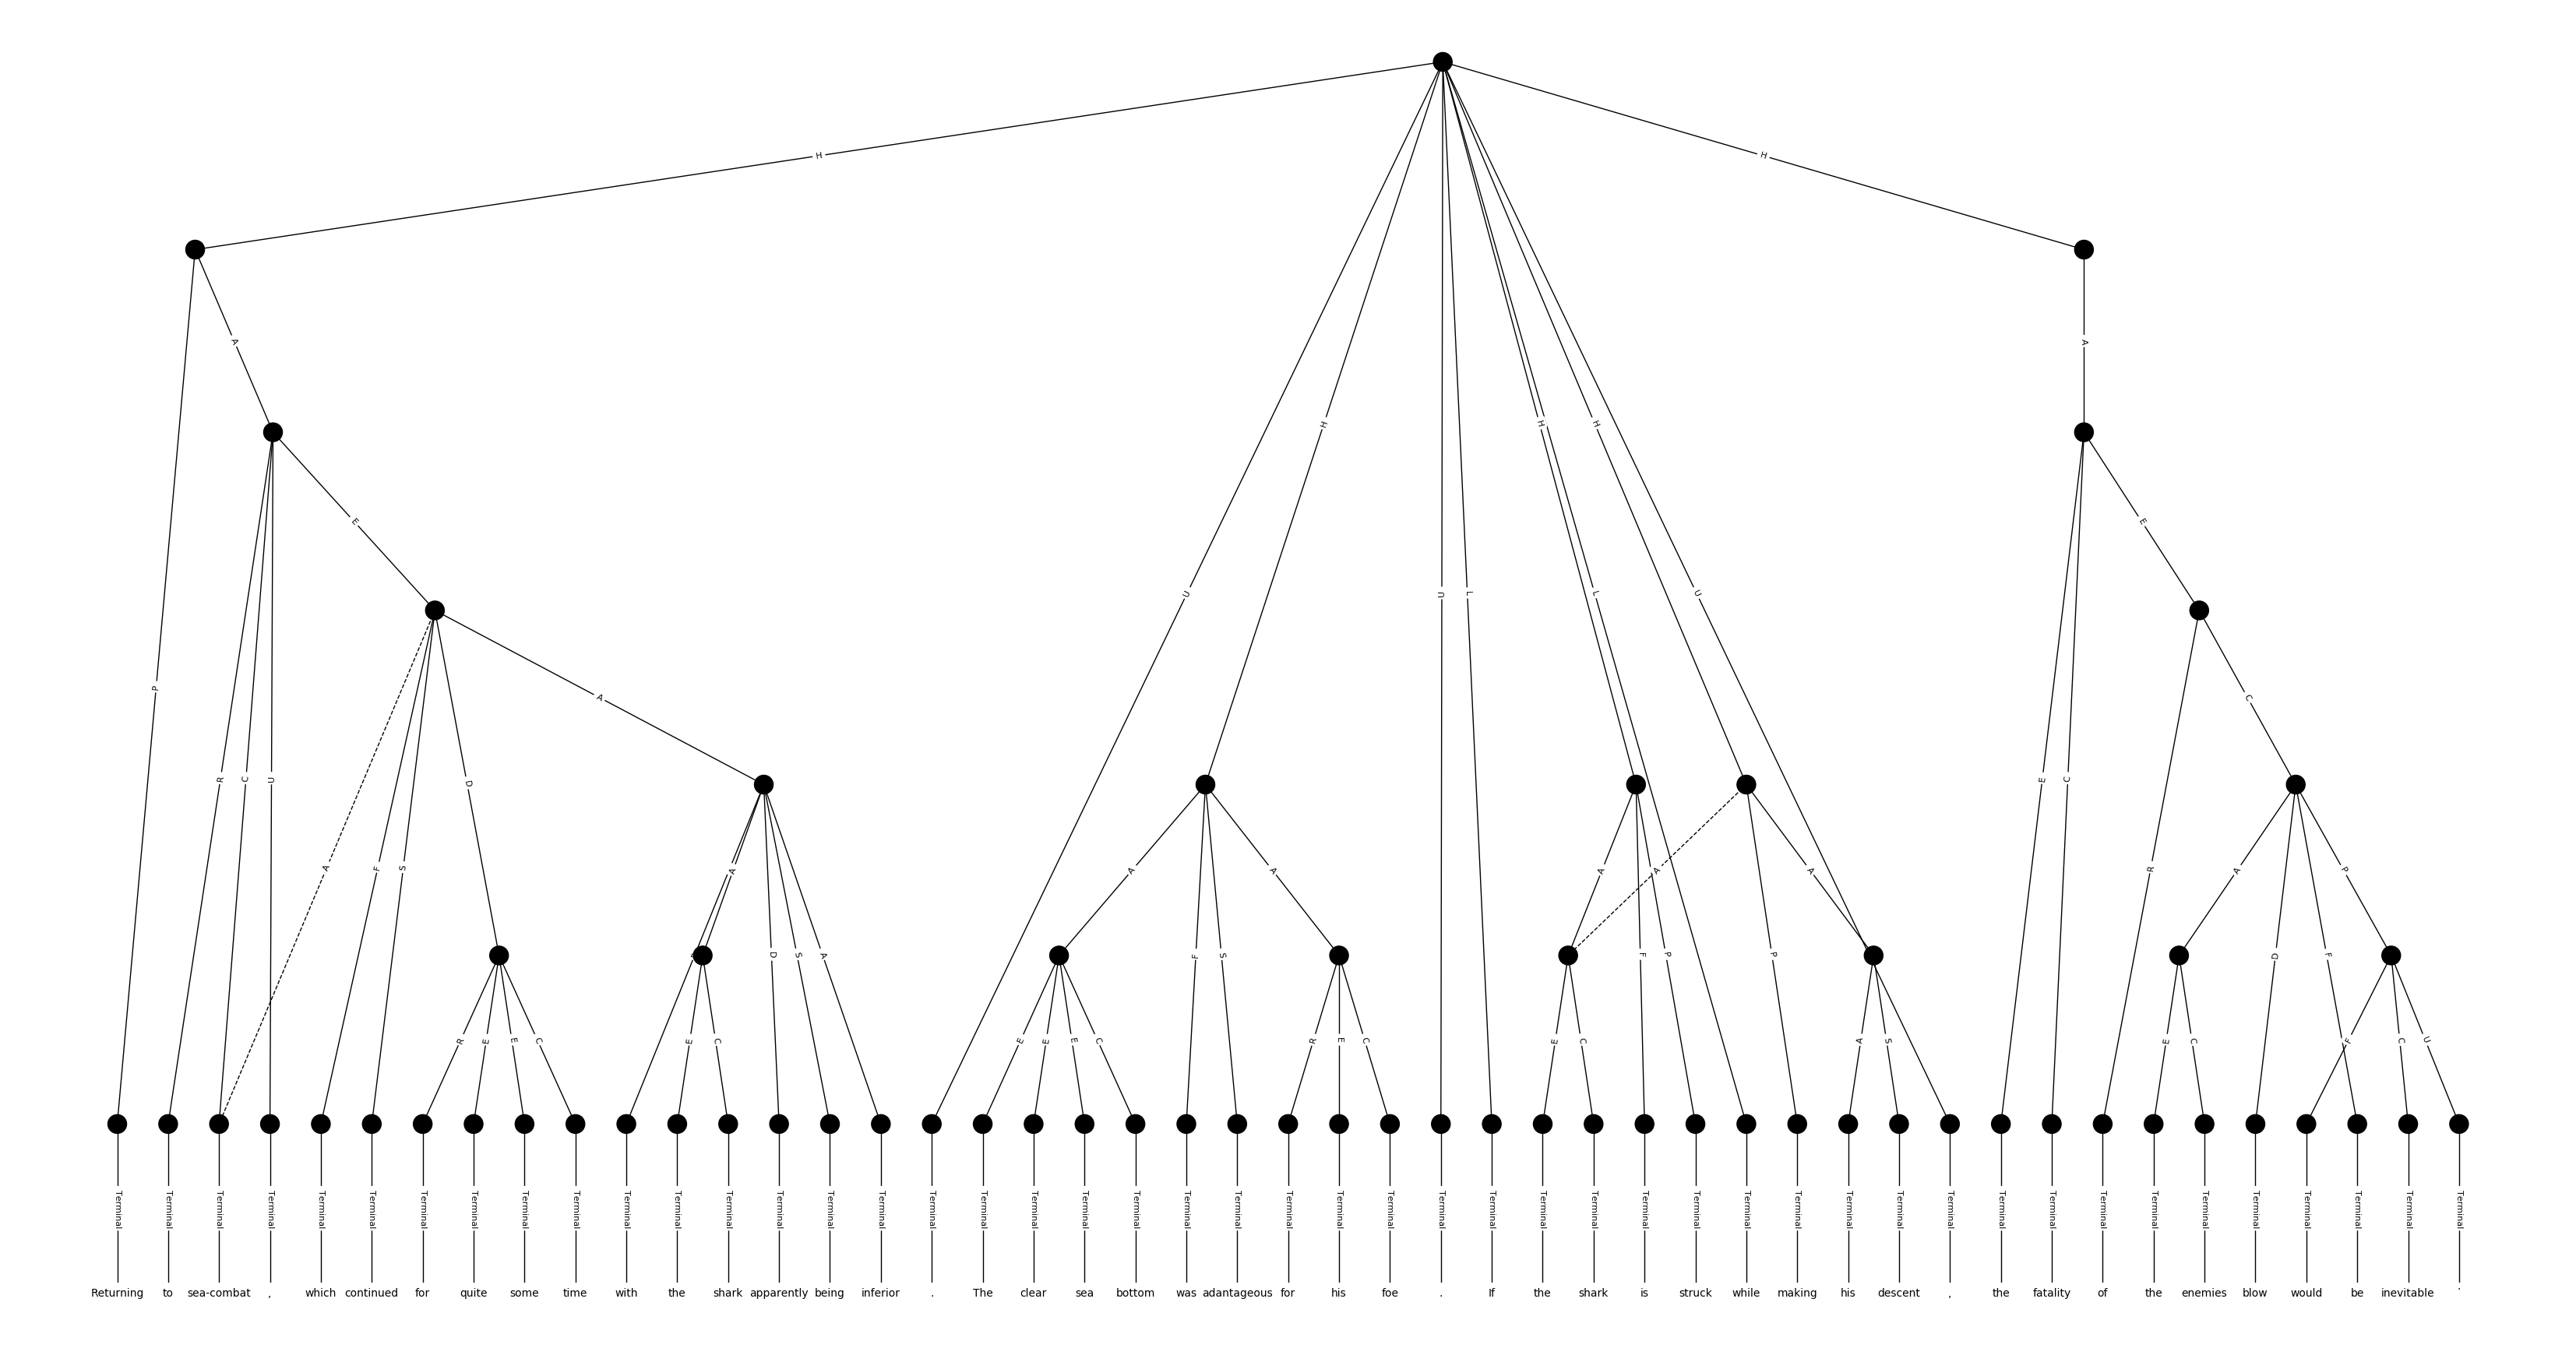 H H
A A
E E
P H H H
U U L L U
A R C
R C U A F S D A A A A D F P
E C A A F P R
F S A D S A A D F
R E E C E C E E E C R E C E C A S E C F C U
Terminal Terminal Terminal Terminal Terminal Terminal Terminal Terminal Terminal Terminal Terminal Terminal Terminal Terminal Terminal Terminal Terminal Terminal Terminal Terminal Terminal Terminal Terminal Terminal Terminal Terminal Terminal Terminal Terminal Terminal Terminal Terminal Terminal Terminal Terminal Terminal Terminal Terminal Terminal Terminal Terminal Terminal Terminal Terminal Terminal Terminal Terminal
Returning to sea-combat , which continued for quite some time with the shark apparently being inferior . The clear sea bottom was adantageous for his foe . If the shark is struck while making his descent , the fatality of the enemies blow would be inevitable .